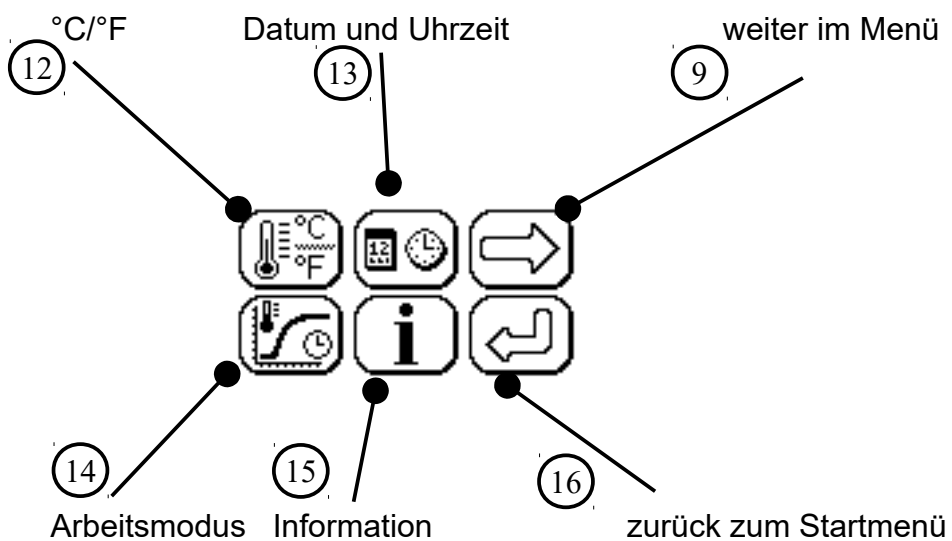 °C/°F Datum und Uhrzeit weiter im Menü
12 13 9
°C
°F
12
i
14 15 16
Arbeitsmodus Information zurück zum Startmenü